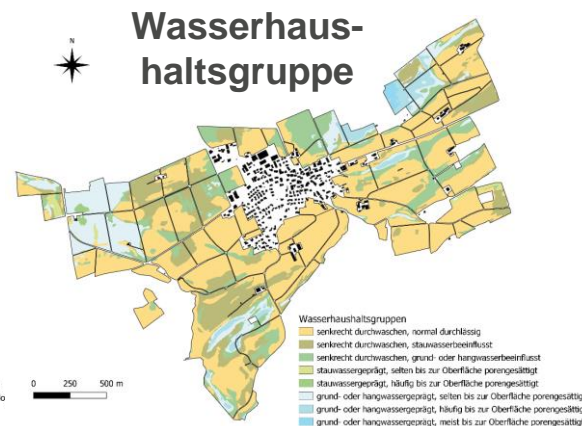 Wasserhaus-
haltsgruppe
N
Wasserhaushaltsgruppen
senkrecht durchwaschen, normal durchlässig
senkrecht durchwaschen, stauwasserbeeinflusst
senkrecht durchwaschen, grund- oder hangwasserbeeinflusst
stauwassergeprägt, selten bis zur Oberfläche porengesättigt
stauwassergeprägt, häufig bis zur Oberfläche porengesättigt
grund- oder hangwassergeprägt, selten bis zur Oberfläche porengesättigt
grund- oder hangwassergeprägt, häufig bis zur Oberfläche porengesättigt
grund- oder hangwassergeprägt, meist bis zur Oberfläche porengesättigt
0 250 500 m